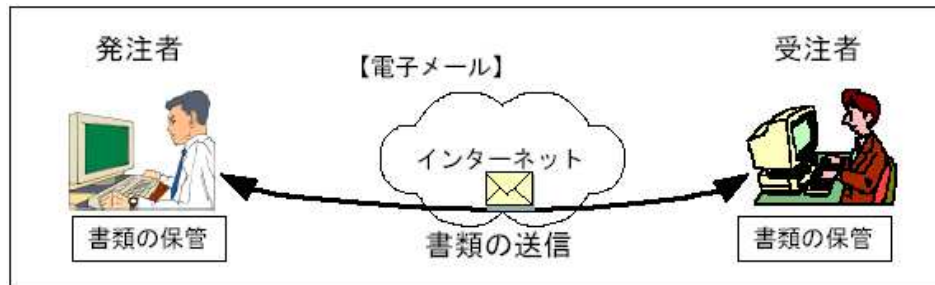 発注者
受注者
【電子メール】
インターネット
書類の保管
書類の送信
書類の保管